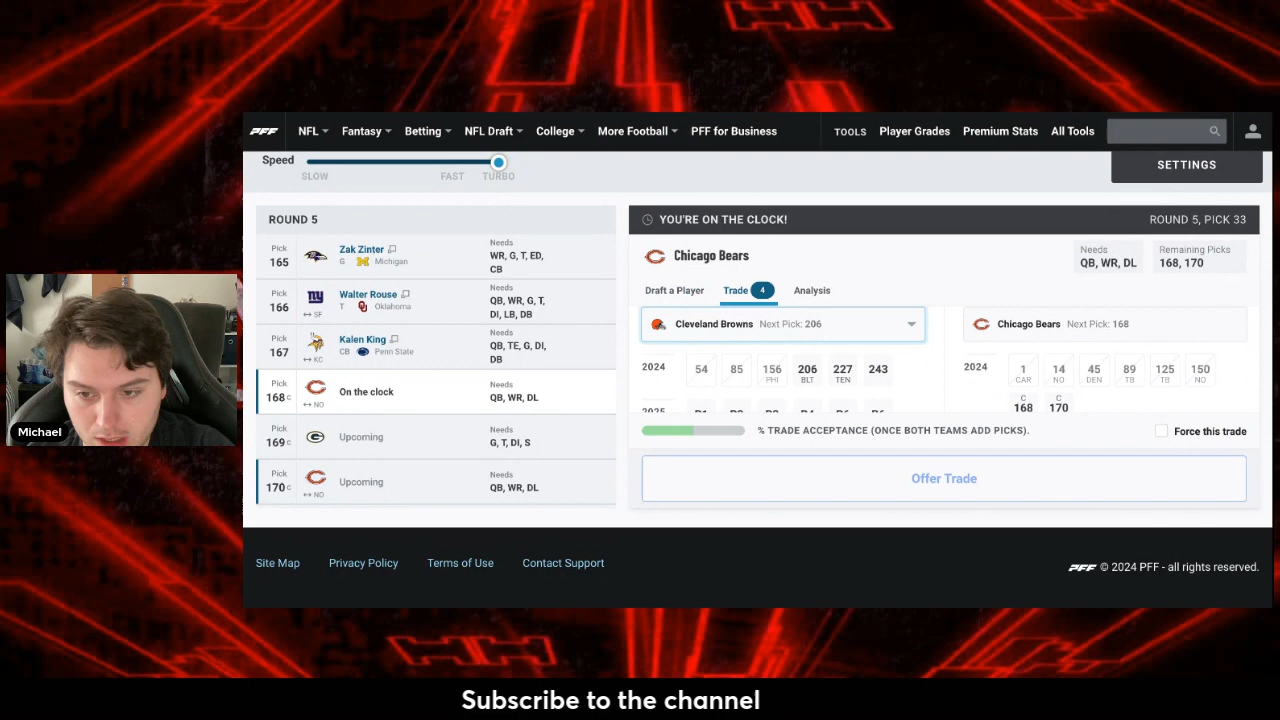 PFF
NFL
Fantasy
Betting
NFL Draft
College
More Football
PFF for Business
TOOLS
Player Grades
Premium Stats
All Tools
Speed
SLOW
FAST
TURBO
SETTINGS
ROUND 5
Pick
165
Zak Zinter
G
Michigan
Needs
WR, G, T, ED,
CB
Pick
166
NY
↔ SF
Walter Rouse
T
Oklahoma
Needs
QB, WR, G, T,
DI, LB, DB
Pick
167
↔ KC
Kalen King
CB
Penn State
Needs
QB, TE, G, DI,
DB
Pick
168 C
↔ NO
On the clock
Needs
QB, WR, DL
Pick
169 C
Upcoming
Needs
G, T, DI, S
Pick
170 C
↔ NO
Upcoming
Needs
QB, WR, DL
YOU'RE ON THE CLOCK!
ROUND 5, PICK 33
Chicago Bears
Needs
QB, WR, DL
Remaining Picks
168, 170
Draft a Player
Trade 4
Analysis
Cleveland Browns Next Pick: 206
Chicago Bears Next Pick: 168
2024
54
85
156
PHI
206
BLT
227
TEN
243
2024
1
CAR
14
NO
45
DEN
89
TB
125
TB
150
NO
C
168
C
170
2025
% TRADE ACCEPTANCE (ONCE BOTH TEAMS ADD PICKS).
Force this trade
Offer Trade
Site Map
Privacy Policy
Terms of Use
Contact Support
PFF © 2024 PFF - all rights reserved.
Michael
Subscribe to the channel